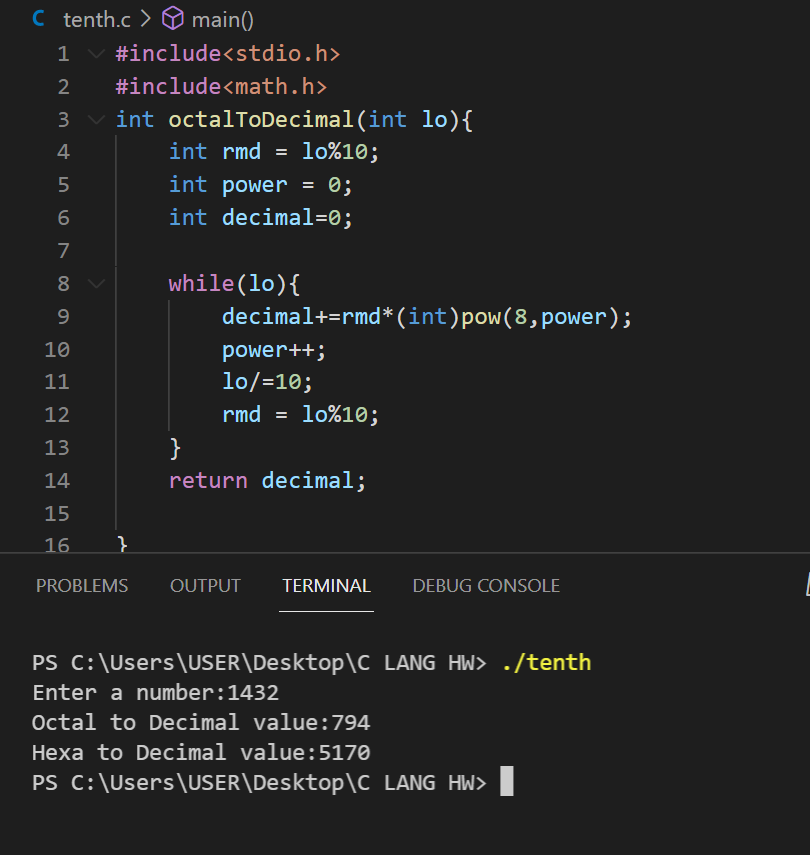 C tenth.c > main()
1 #include<stdio.h>
2 #include<math.h>
3 int octalToDecimal(int lo){
4     int rmd = lo%10;
5     int power = 0;
6     int decimal=0;
7
8     while(lo){
9         decimal+=rmd*(int)pow(8,power);
10         power++;
11         lo/=10;
12         rmd = lo%10;
13     }
14     return decimal;
15
16 }
PROBLEMS OUTPUT TERMINAL DEBUG CONSOLE
PS C:\Users\USER\Desktop\C LANG HW> ./tenth
Enter a number:1432
Octal to Decimal value:794
Hexa to Decimal value:5170
PS C:\Users\USER\Desktop\C LANG HW>